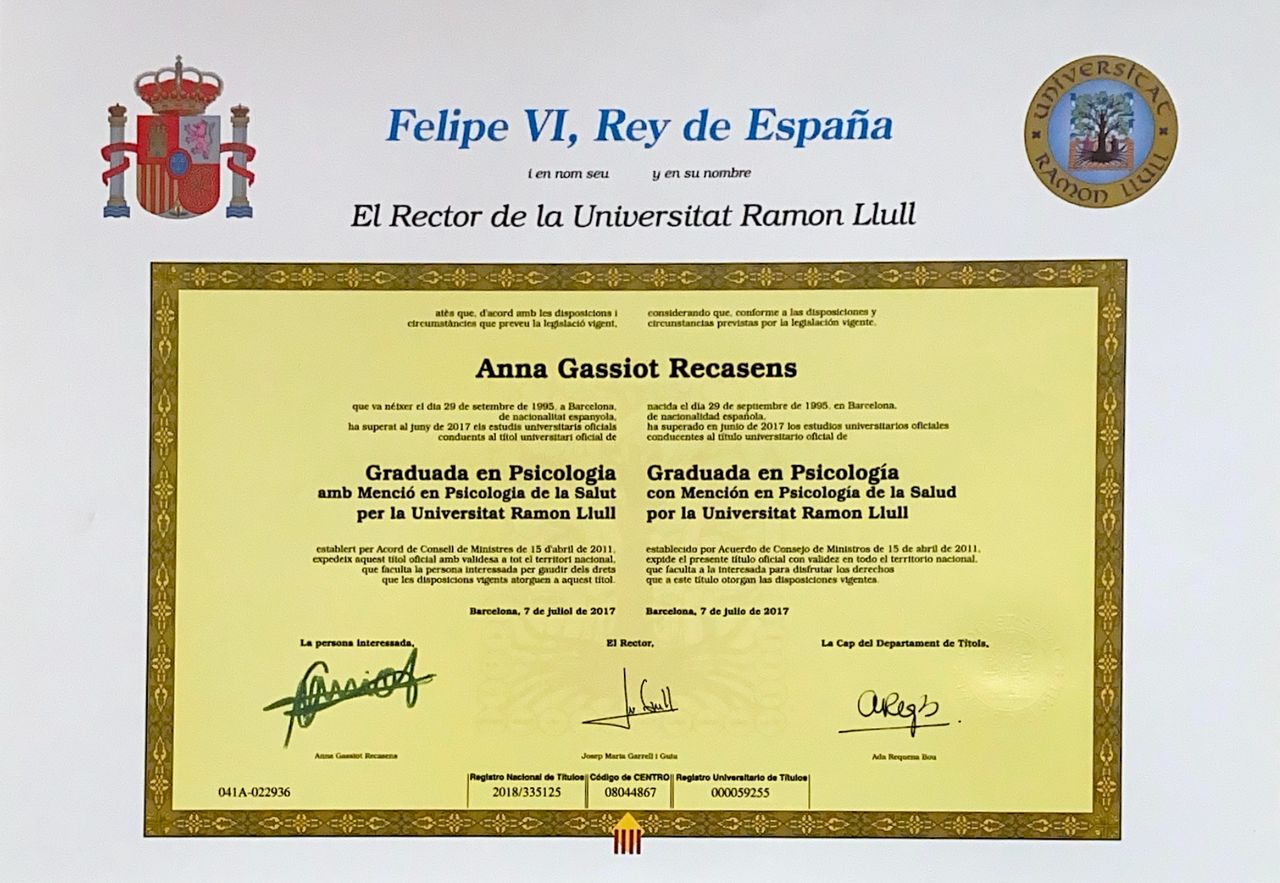 Felipe VI, Rey de España
i en nom seu y en su nombre
El Rector de la Universitat Ramon Llull
UNIVERSITAT RAMON LLULL
atès que, d'acord amb les disposicions i
circumstàncies que preveu la legislació vigent,
considerando que, conforme a las disposiciones y
circunstancias previstas por la legislación vigente,
Anna Gassiot Recasens
que va néixer el dia 29 de setembre de 1995, a Barcelona,
de nacionalitat espanyola,
ha superat al juny de 2017 els estudis universitaris oficials
conduents al títol universitari oficial de
nacida el día 29 de septiembre de 1995, en Barcelona,
de nacionalidad española,
ha superado en junio de 2017 los estudios universitarios oficiales
conducentes al título universitario oficial de
Graduada en Psicologia
amb Menció en Psicologia de la Salut
per la Universitat Ramon Llull
Graduada en Psicología
con Mención en Psicología de la Salud
por la Universitat Ramon Llull
establert per Acord de Consell de Ministres de 15 d'abril de 2011,
expedeix aquest títol oficial amb validesa a tot el territori nacional,
que faculta la persona interessada per gaudir dels drets
que les disposicions vigents atorguen a aquest títol.
establecido por Acuerdo de Consejo de Ministros de 15 de abril de 2011,
expide el presente título oficial con validez en todo el territorio nacional,
que faculta a la interesada para disfrutar los derechos
que a este título otorgan las disposiciones vigentes.
Barcelona, 7 de juliol de 2017
Barcelona, 7 de julio de 2017
La persona interessada,
El Rector,
La Cap del Departament de Títols,
Anna Gassiot Recasens
Josep Maria Garrell i Guiu
Ada Requena Bou
041A-022936
Registro Nacional de Títulos
2018/335125
Código de CENTRO
08044867
Registro Universitario de Títulos
000059255